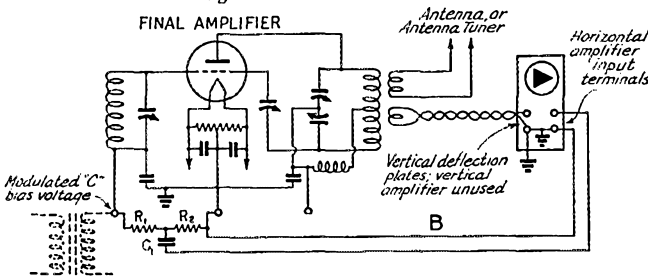 FINAL AMPLIFIER
Antenna, or
Antenna Tuner
Horizontal
amplifier
input
terminals
Modulated "C"
bias voltage
Vertical deflection
plates; vertical
amplifier unused
R1
R2
C1
B